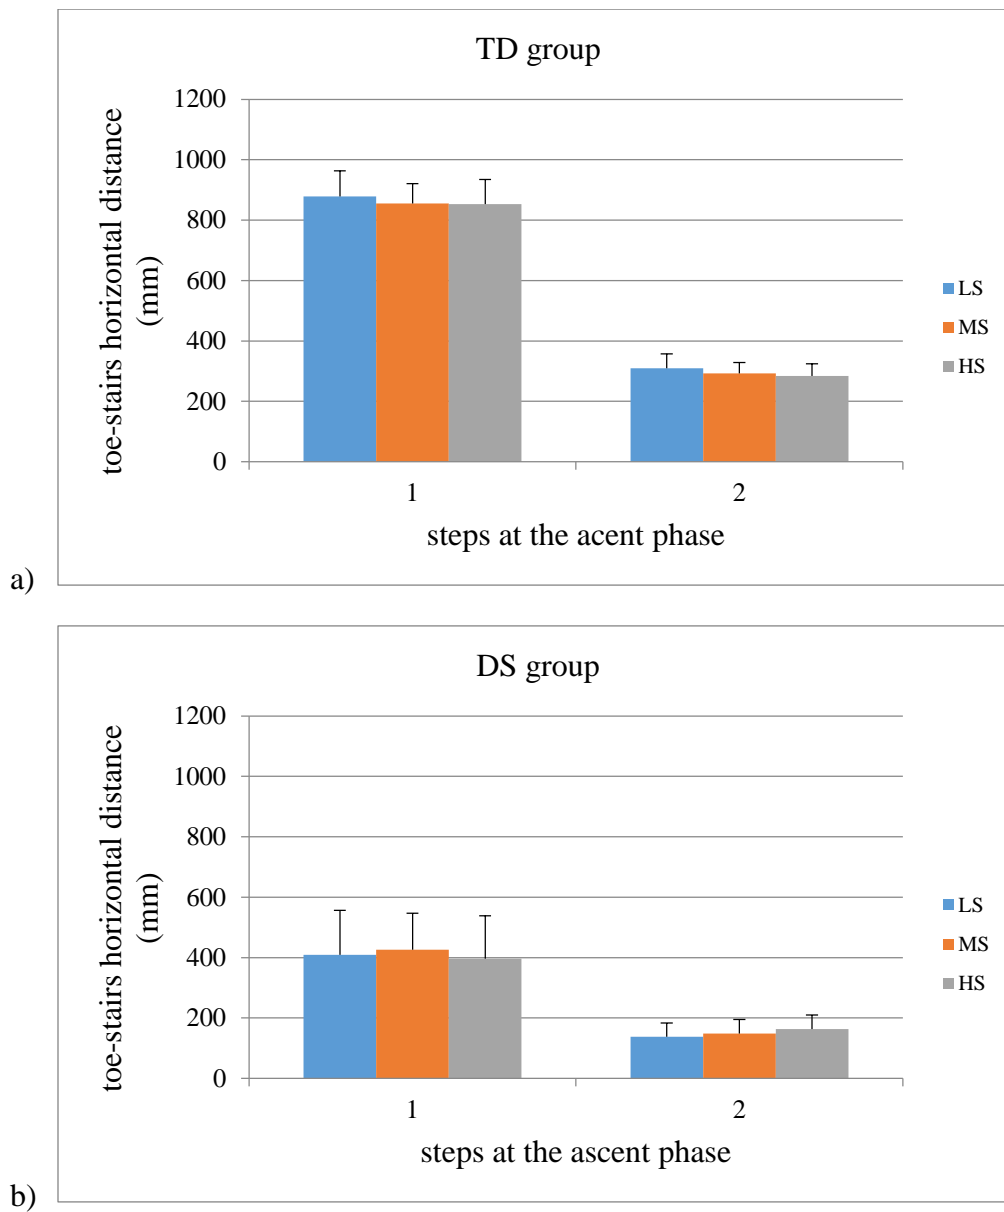 TD group
toe-stairs horizontal distance
(mm)
1200
1000
800
600
400
200
0
1
2
steps at the acent phase
LS
MS
HS
a)
DS group
toe-stairs horizontal distance
(mm)
1200
1000
800
600
400
200
0
1
2
steps at the ascent phase
LS
MS
HS
b)